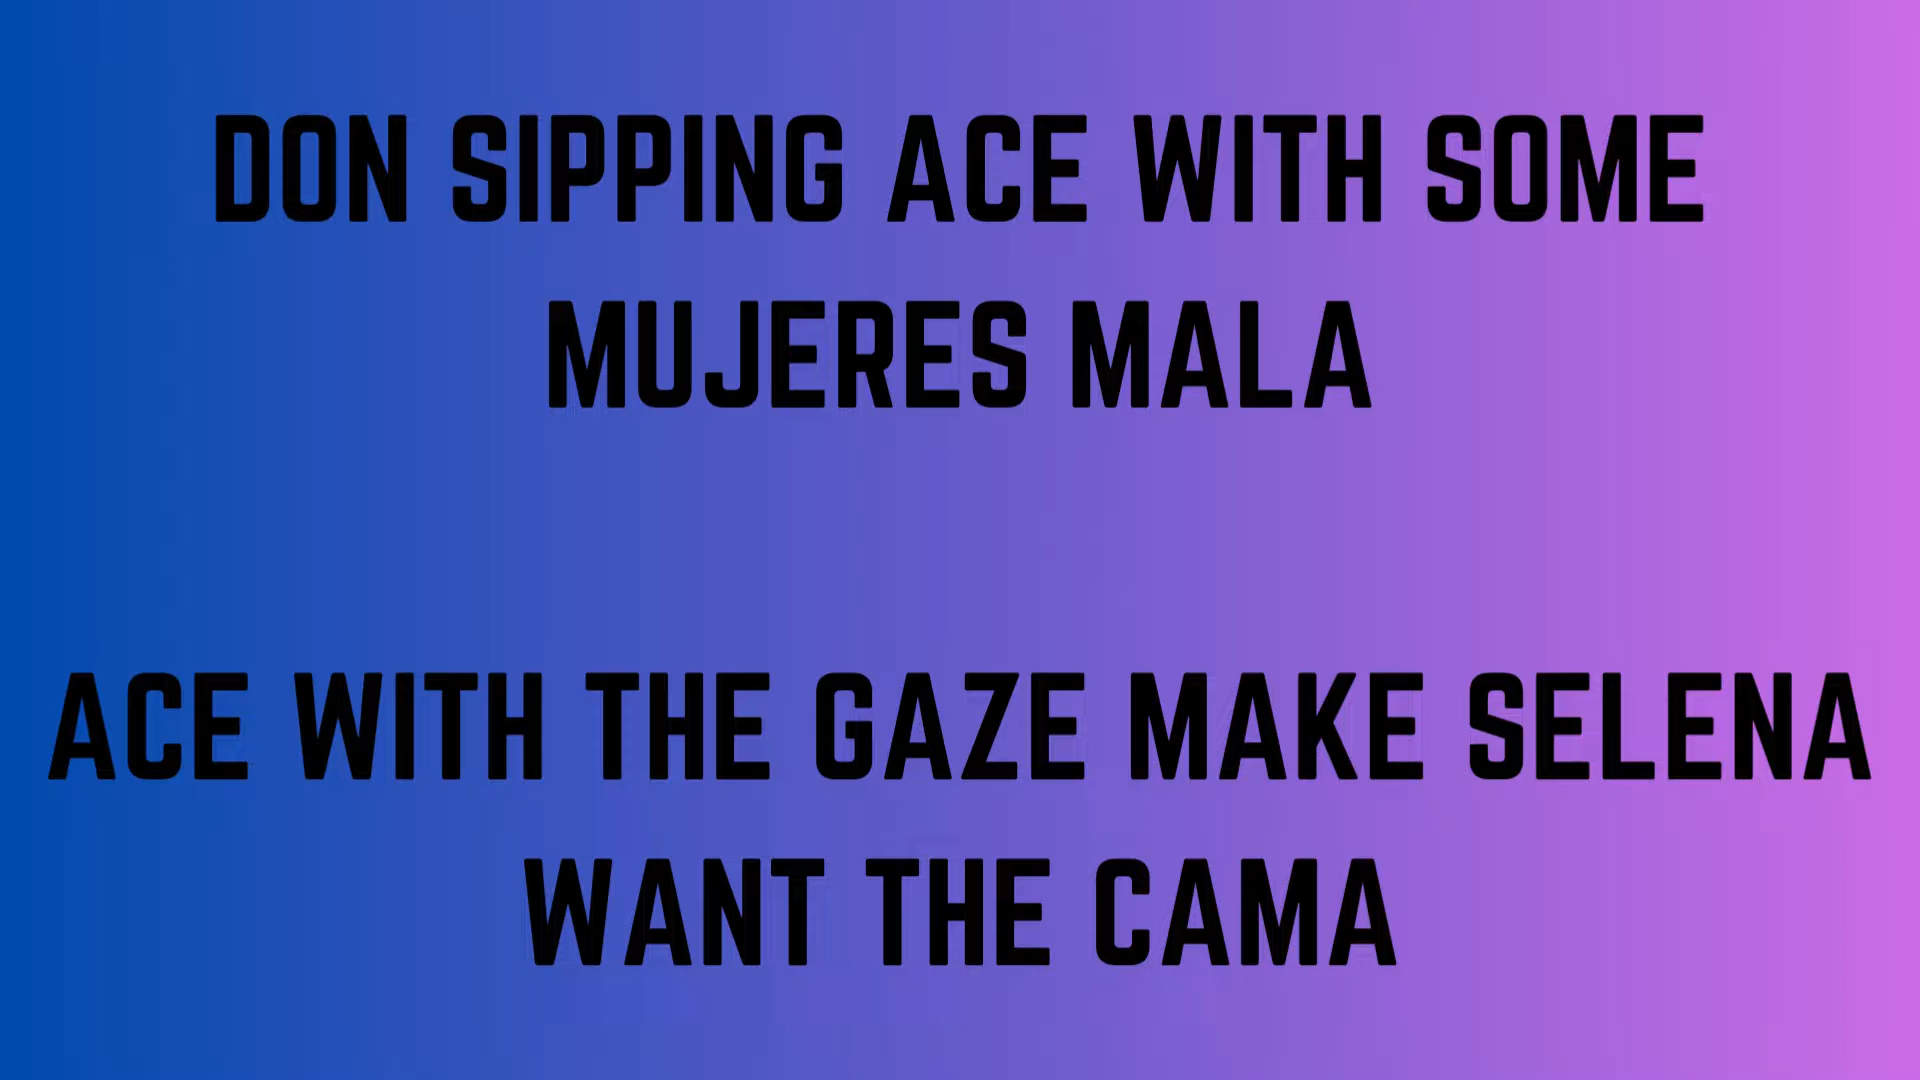 DON SIPPING ACE WITH SOME
MUJERES MALA
ACE WITH THE GAZE MAKE SELENA
WANT THE CAMA